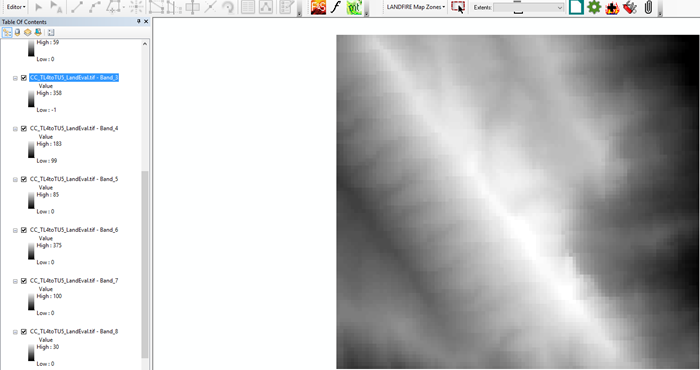 Editor
LANDFIRE Map Zones
Extents:
Table Of Contents
High : 59
Low : 0
CC_TL4toTU5_LandEval.tif - Band_3
Value
High : 358
Low : -1
CC_TL4toTU5_LandEval.tif - Band_4
Value
High : 183
Low : 99
CC_TL4toTU5_LandEval.tif - Band_5
Value
High : 85
Low : 0
CC_TL4toTU5_LandEval.tif - Band_6
Value
High : 375
Low : 0
CC_TL4toTU5_LandEval.tif - Band_7
Value
High : 100
Low : 0
CC_TL4toTU5_LandEval.tif - Band_8
Value
High : 30
Low : 0